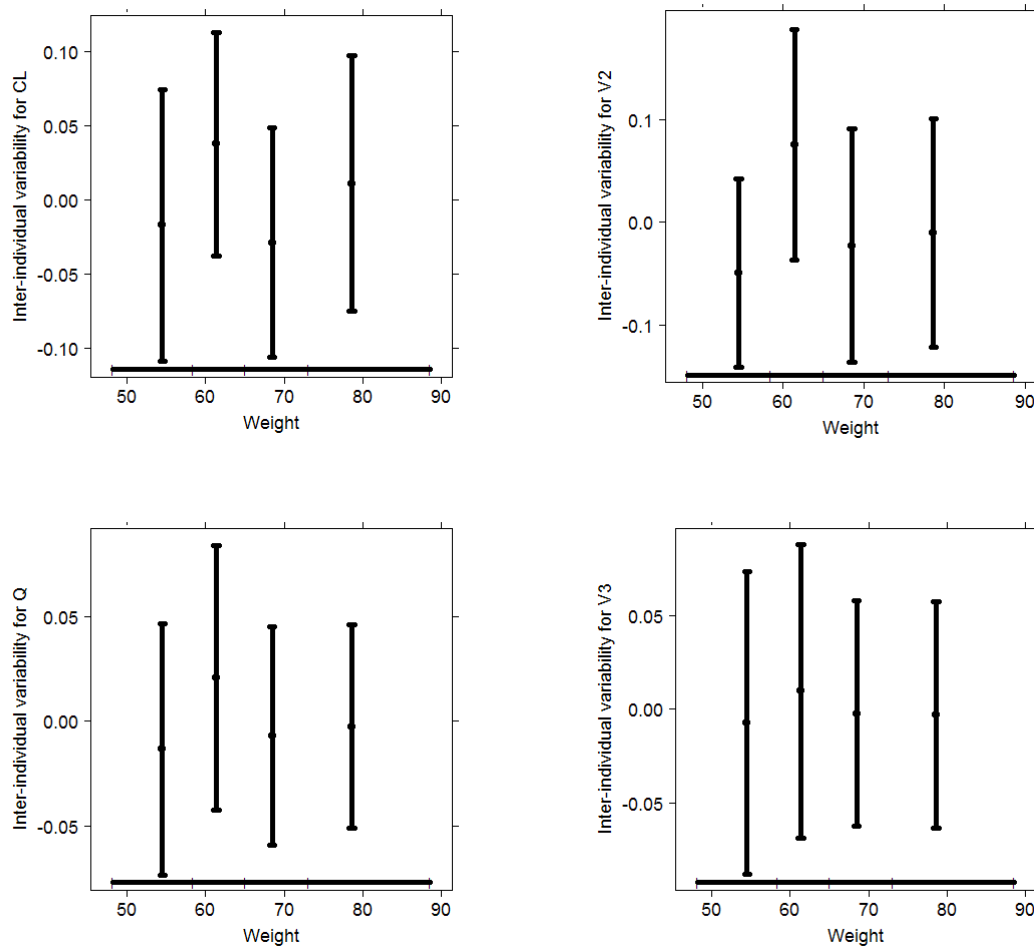 Inter-individual variability for CL
0.10
0.05
0.00
-0.05
-0.10
50 60 70 80 90
Weight
Inter-individual variability for V2
0.1
0.0
-0.1
50 60 70 80 90
Weight
Inter-individual variability for Q
0.05
0.00
-0.05
50 60 70 80 90
Weight
Inter-individual variability for V3
0.05
0.00
-0.05
50 60 70 80 90
Weight